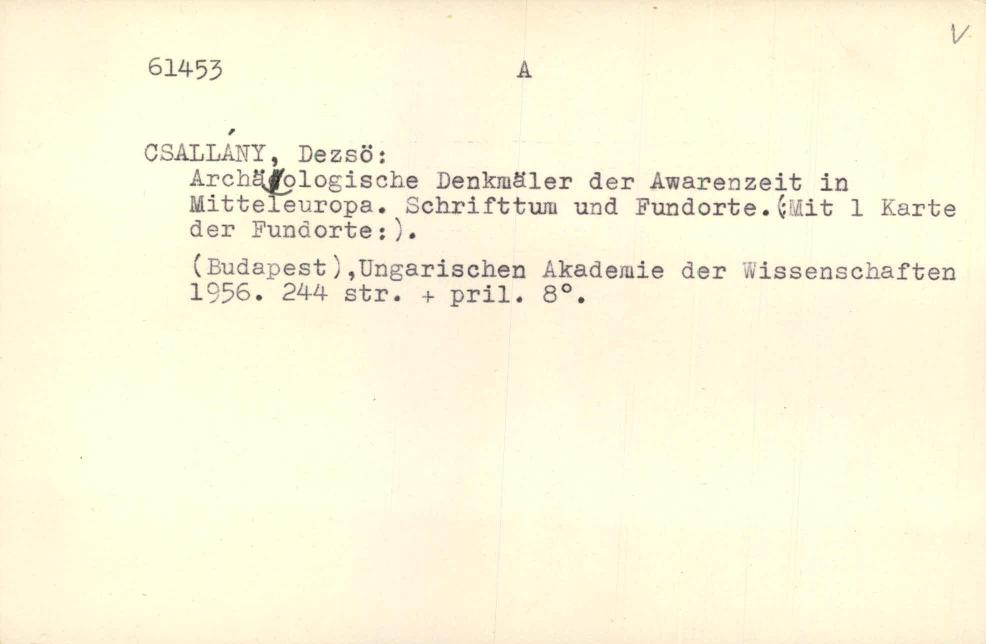 V
61453 A
CSALLÁNY, Dezsö:
Archäologische Denkmäler der Awarenzeit in
Mitteleuropa. Schrifttum und Fundorte.(:Mit 1 Karte
der Fundorte:).
(Budapest),Ungarischen Akademie der Wissenschaften
1956. 244 str. + pril. 8°.